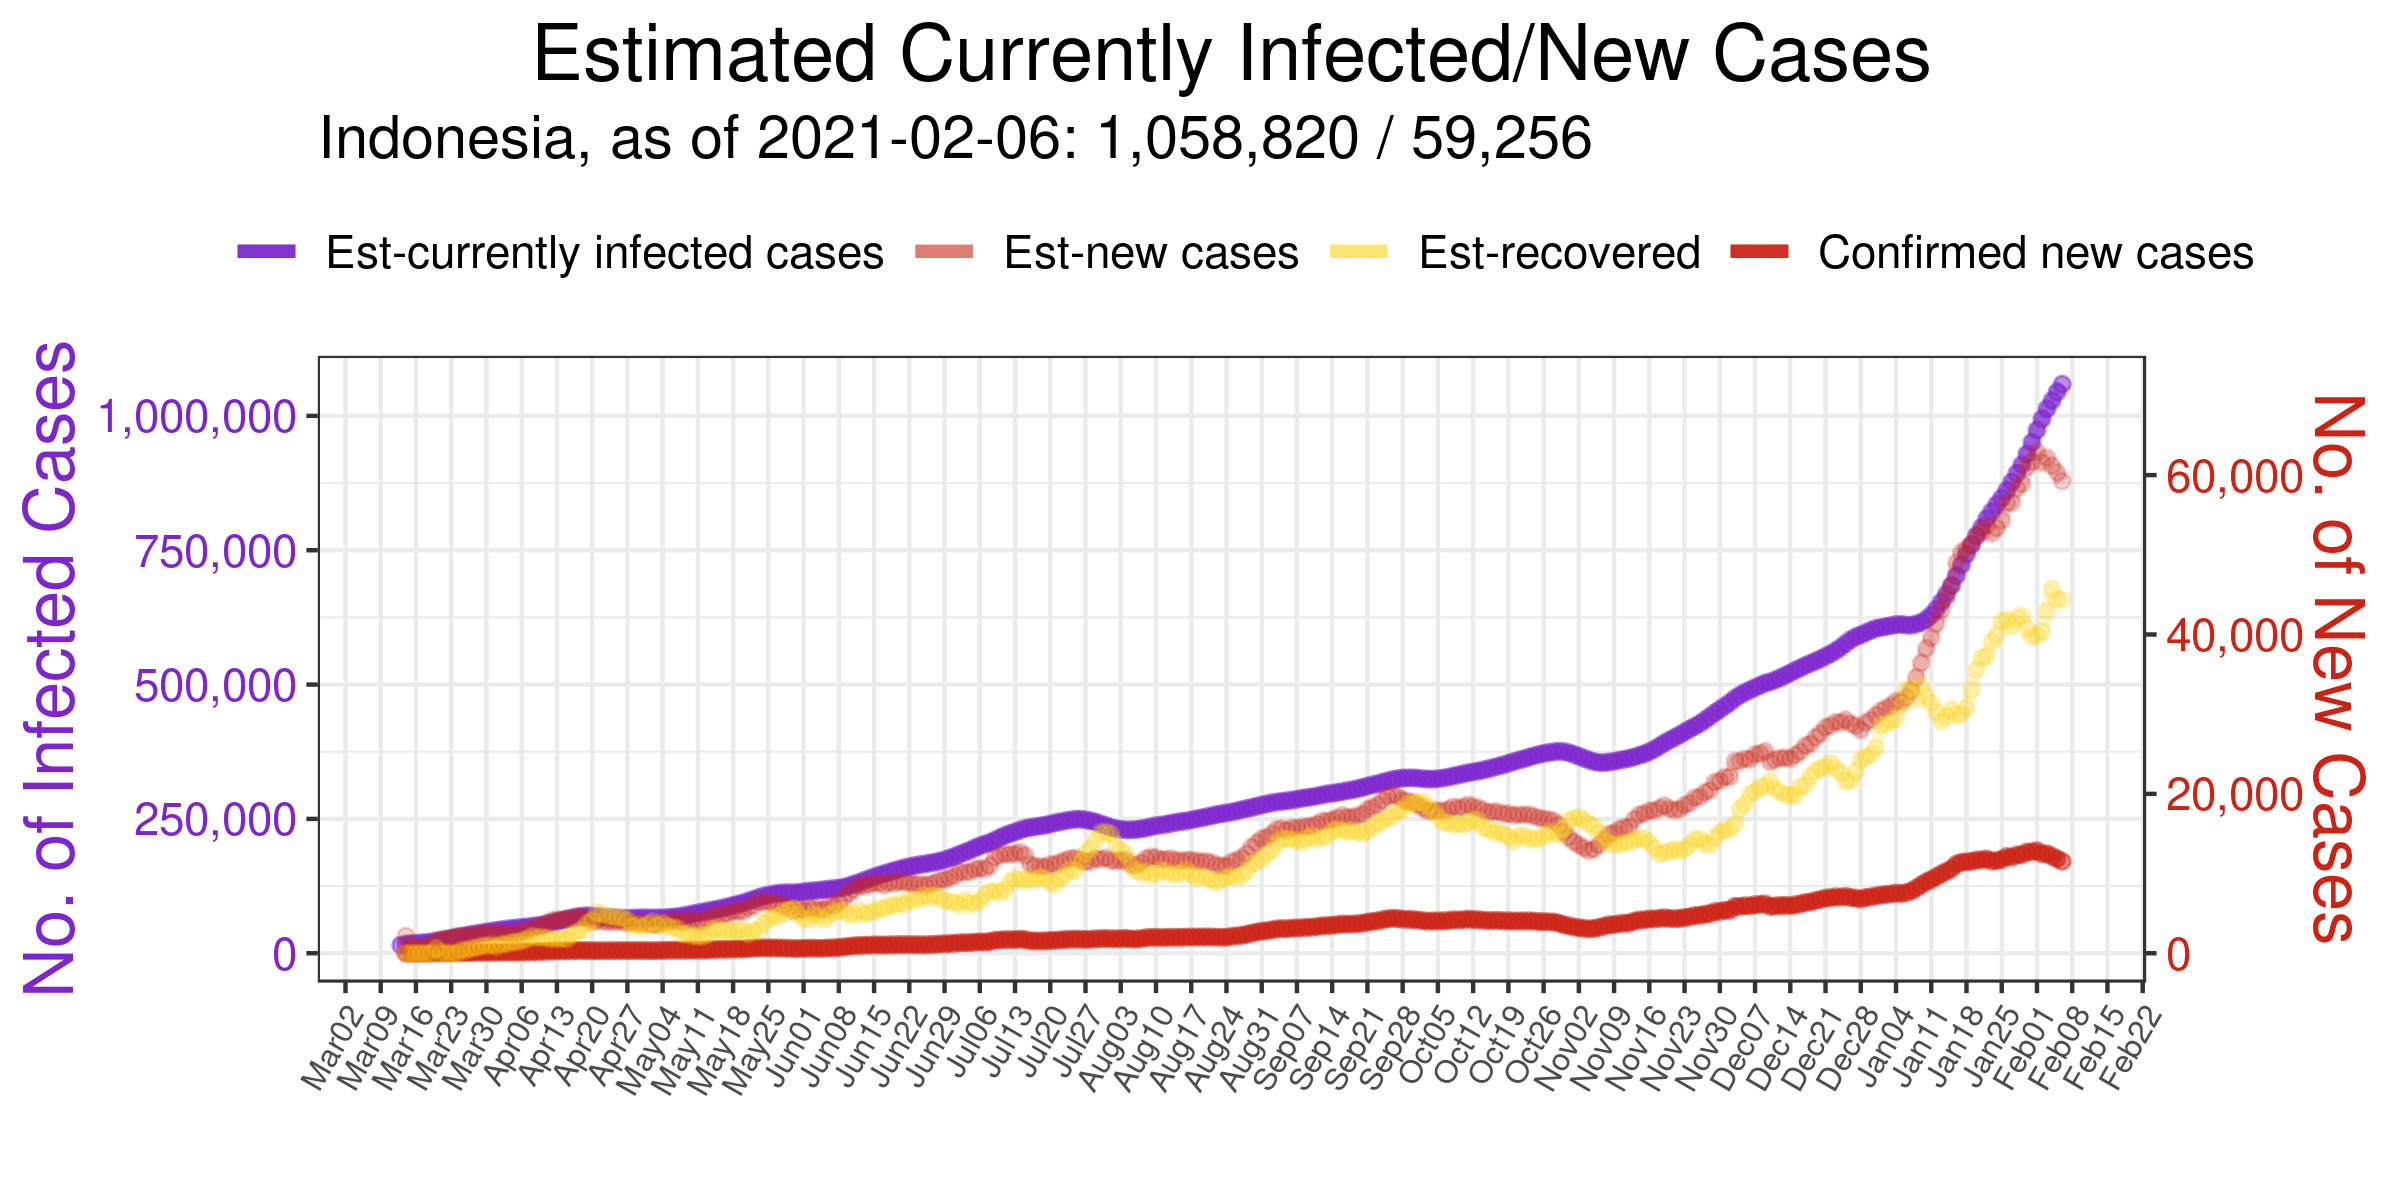 Estimated Currently Infected/New Cases
Indonesia, as of 2021-02-06: 1,058,820 / 59,256
Est-currently infected cases Est-new cases Est-recovered Confirmed new cases
No. of Infected Cases
1,000,000
750,000
500,000
250,000
0
60,000
40,000
20,000
0
No. of New Cases
Mar02 Mar09 Mar16 Mar23 Mar30 Apr06 Apr13 Apr20 Apr27 May04 May11 May18 May25 Jun01 Jun08 Jun15 Jun22 Jun29 Jul06 Jul13 Jul20 Jul27 Aug03 Aug10 Aug17 Aug24 Aug31 Sep07 Sep14 Sep21 Sep28 Oct05 Oct12 Oct19 Oct26 Nov02 Nov09 Nov16 Nov23 Nov30 Dec07 Dec14 Dec21 Dec28 Jan04 Jan11 Jan18 Jan25 Feb01 Feb08 Feb15 Feb22